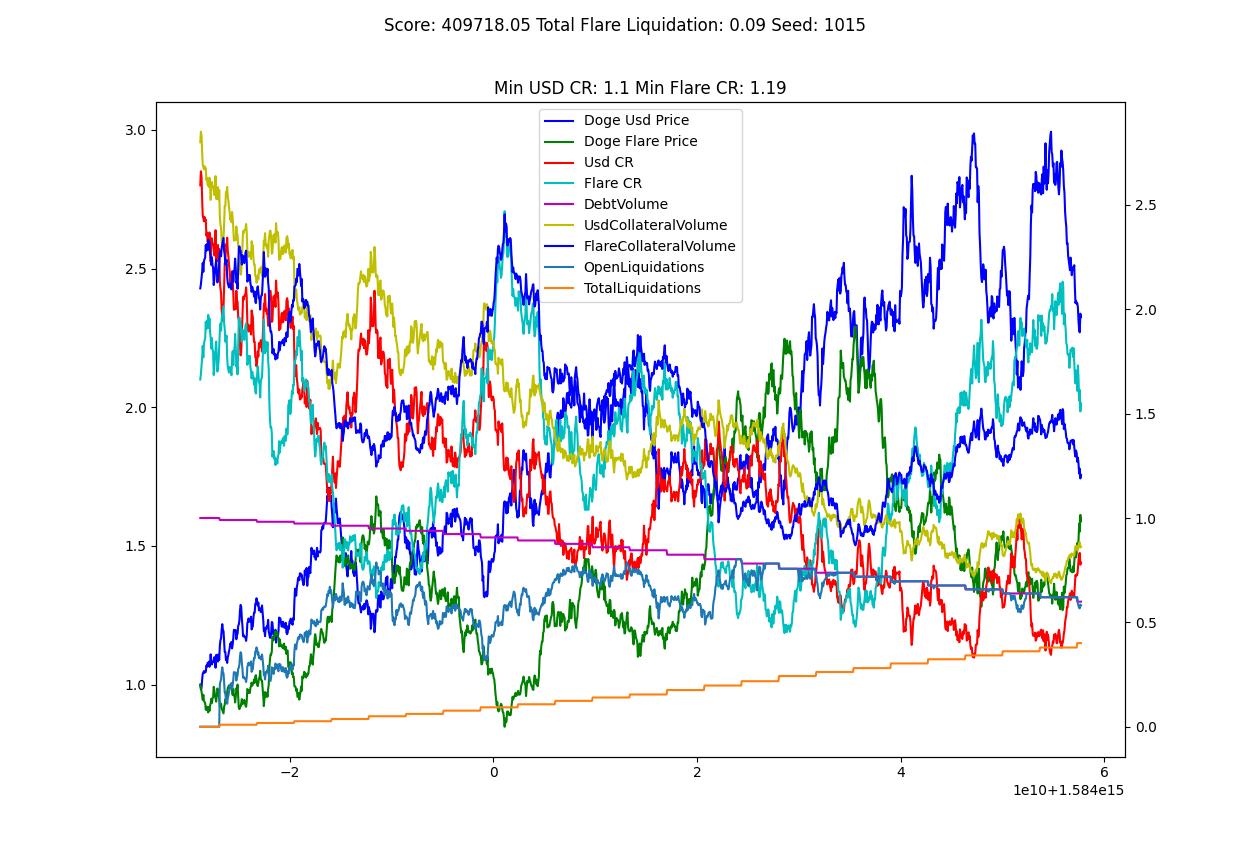 Score: 409718.05 Total Flare Liquidation: 0.09 Seed: 1015
Min USD CR: 1.1 Min Flare CR: 1.19
Doge Usd Price
Doge Flare Price
Usd CR
Flare CR
DebtVolume
UsdCollateralVolume
FlareCollateralVolume
OpenLiquidations
TotalLiquidations
3.0
2.5
2.0
1.5
1.0
2.5
2.0
1.5
1.0
0.5
0.0
−2
0
2
4
6
1e10+1.584e15